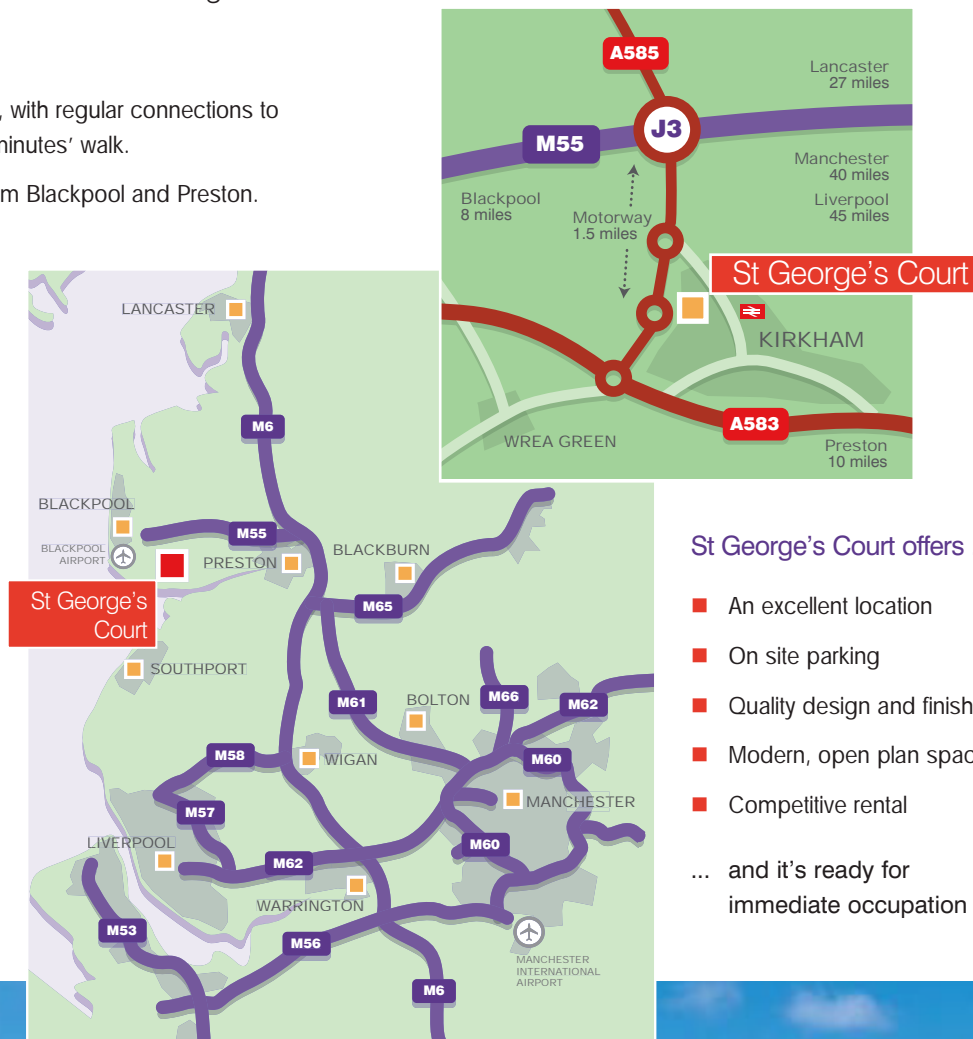 , with regular connections to
minutes' walk.
m Blackpool and Preston.
A585
Lancaster
27 miles
J3
M55
Manchester
40 miles
Blackpool
8 miles
Motorway
1.5 miles
Liverpool
45 miles
St George's Court
KIRKHAM
A583
WREA GREEN
Preston
10 miles
LANCASTER
M6
BLACKPOOL
M55
BLACKPOOL
AIRPORT
PRESTON
BLACKBURN
St George's
Court
M65
SOUTHPORT
M61
BOLTON
M66
M62
M58
WIGAN
M60
M57
MANCHESTER
LIVERPOOL
M62
M60
WARRINGTON
M53
M56
MANCHESTER
INTERNATIONAL
AIRPORT
M6
St George's Court offers
An excellent location
On site parking
Quality design and finish
Modern, open plan spac
Competitive rental
... and it's ready for
immediate occupation